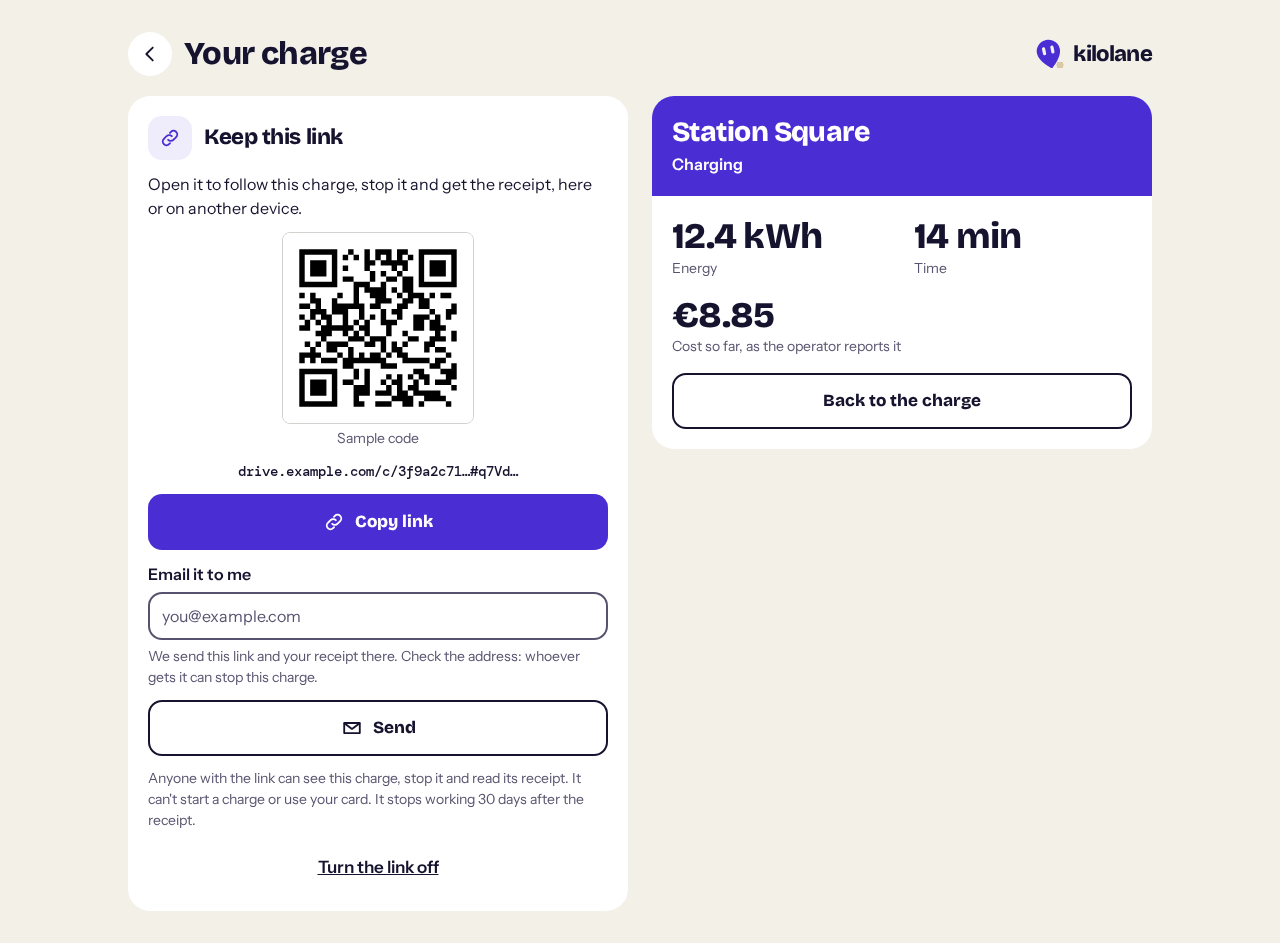 Your charge
kilolane
Keep this link
Open it to follow this charge, stop it and get the receipt, here
or on another device.
Sample code
drive.example.com/c/3f9a2c71…#q7Vd…
Copy link
Email it to me
you@example.com
We send this link and your receipt there. Check the address: whoever
gets it can stop this charge.
Send
Anyone with the link can see this charge, stop it and read its receipt. It
can't start a charge or use your card. It stops working 30 days after the
receipt.
Turn the link off
Station Square
Charging
12.4 kWh
Energy
14 min
Time
€8.85
Cost so far, as the operator reports it
Back to the charge